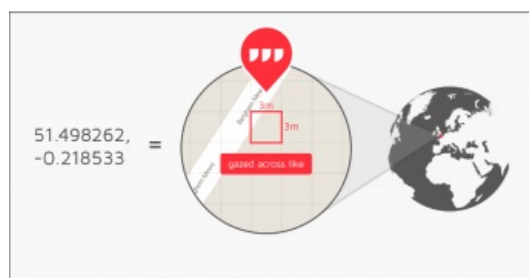 51.498262,
-0.218533
=
3m
3m
gazed across like